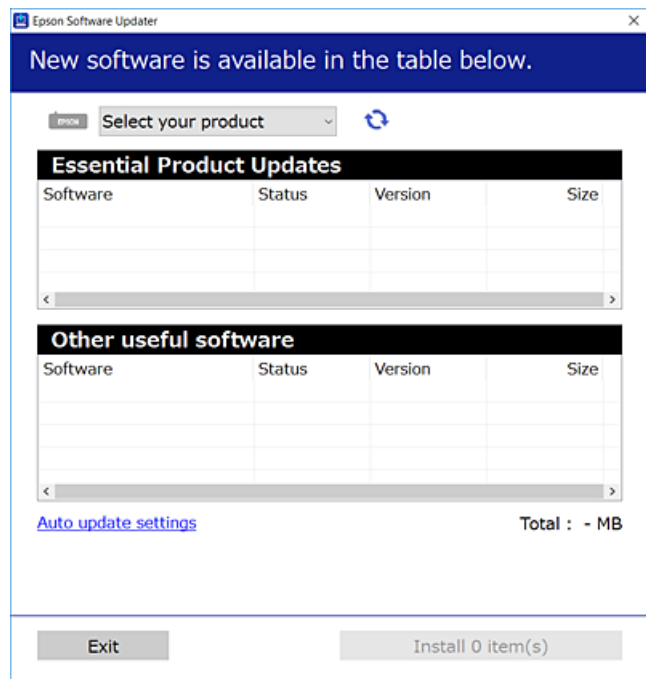 Epson Software Updater
New software is available in the table below.
EPSON Select your product
Essential Product Updates
Software Status Version Size
Other useful software
Software Status Version Size
Auto update settings Total : - MB
Exit Install 0 item(s)